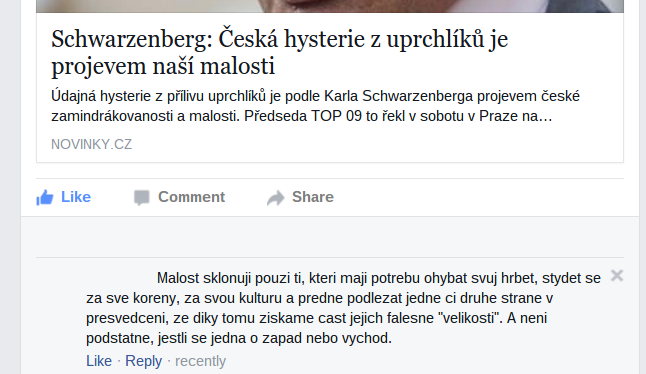 Schwarzenberg: Česká hysterie z uprchlíků je
projevem naší malosti
Údajná hysterie z přílivu uprchlíků je podle Karla Schwarzenberga projevem české
zamindrákovanosti a malosti. Předseda TOP 09 to řekl v sobotu v Praze na…
NOVINKY.CZ
Like Comment Share
Malost sklonuji pouzi ti, kteri maji potrebu ohybat svuj hrbet, stydet se
za sve koreny, za svou kulturu a predne podlezat jedne ci druhe strane v
presvedceni, ze diky tomu ziskame cast jejich falesne "velikosti". A neni
podstatne, jestli se jedna o zapad nebo vychod.
Like · Reply · recently